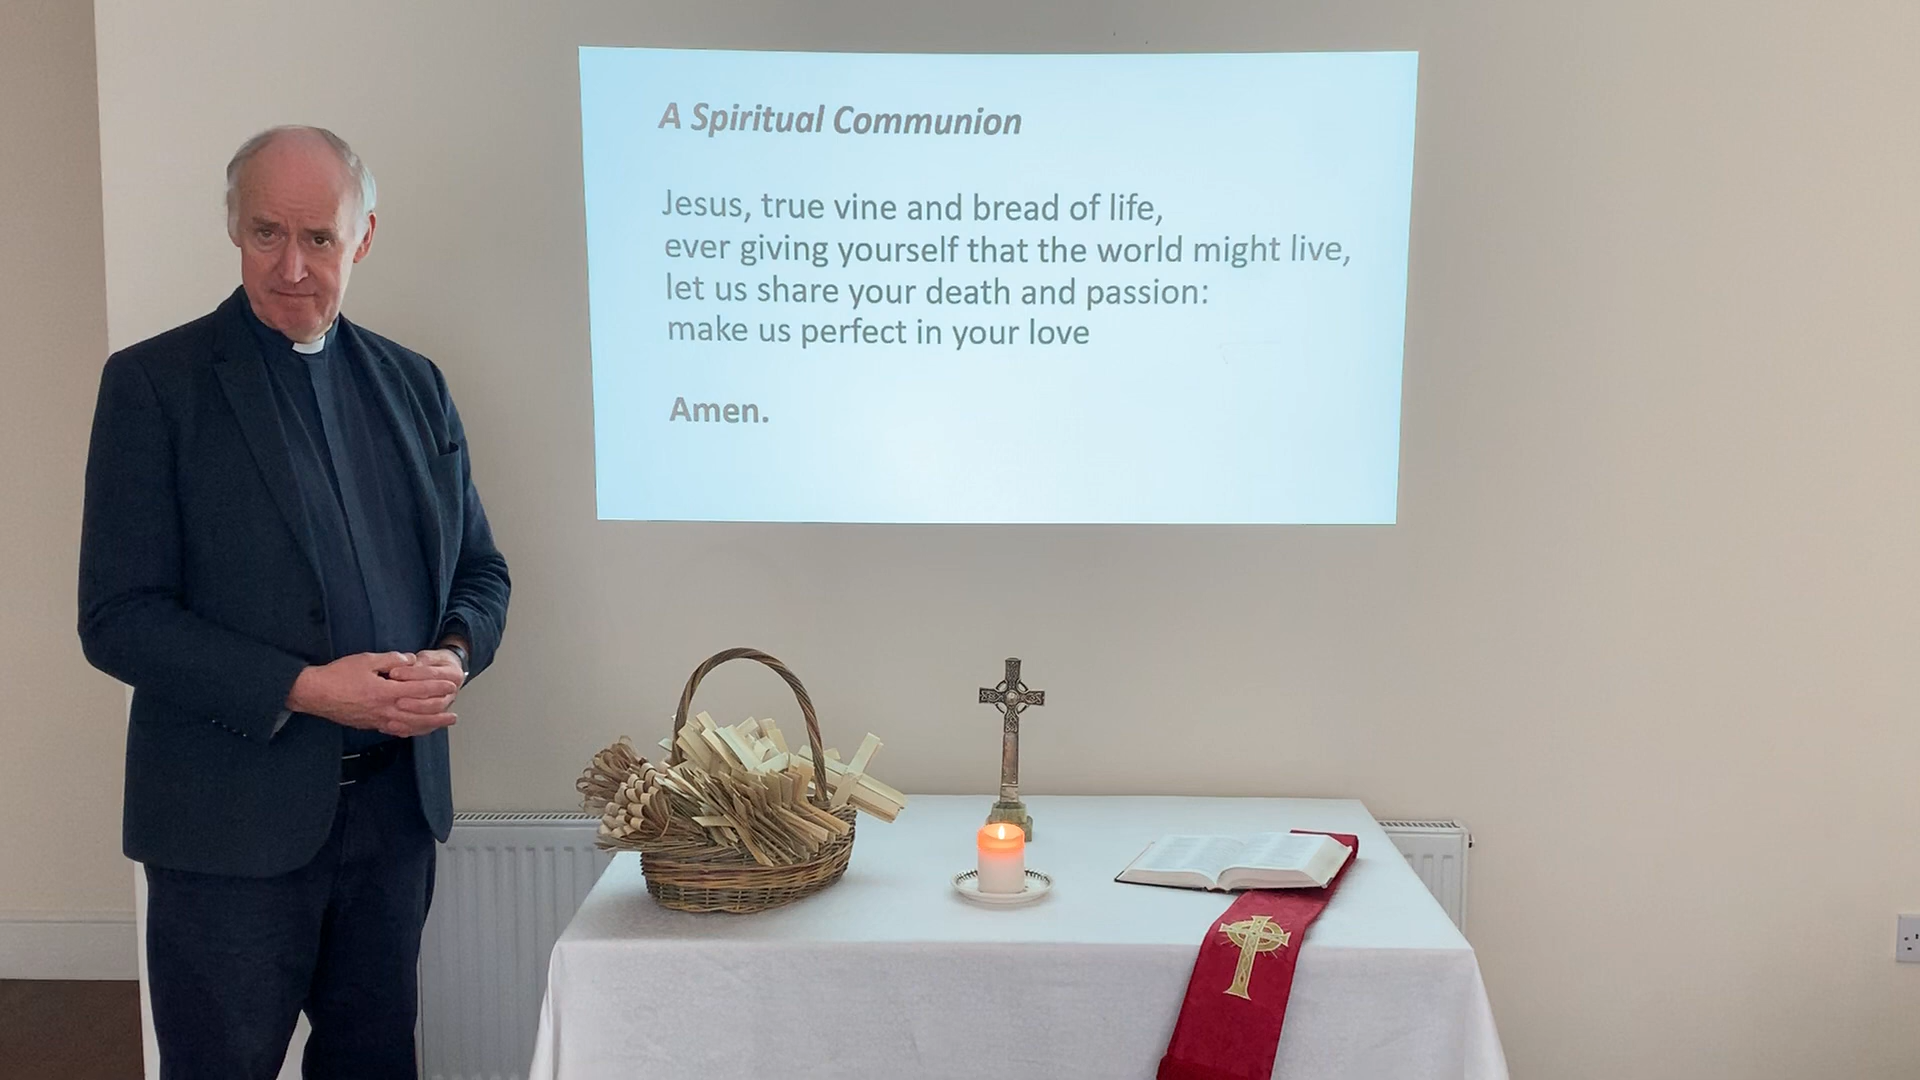 A Spiritual Communion
Jesus, true vine and bread of life,
ever giving yourself that the world might live,
let us share your death and passion:
make us perfect in your love
Amen.